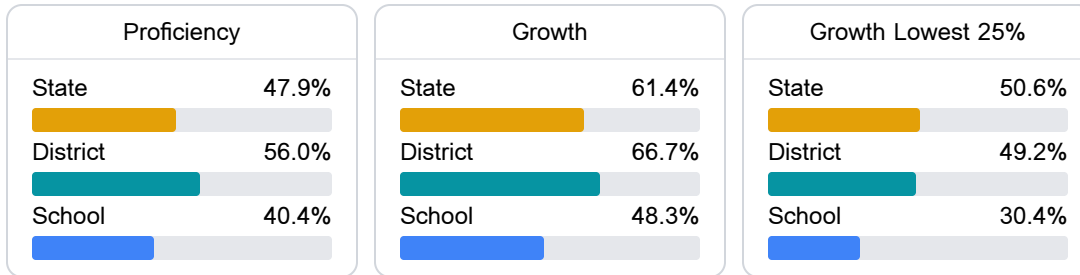 Proficiency
State 47.9%
District 56.0%
School 40.4%
Growth
State 61.4%
District 66.7%
School 48.3%
Growth Lowest 25%
State 50.6%
District 49.2%
School 30.4%